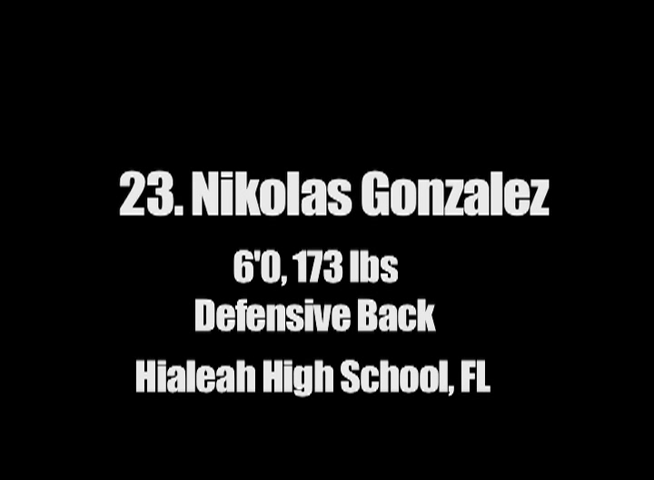 23. Nikolas Gonzalez
6'0, 173 lbs
Defensive Back
Hialeah High School, FL